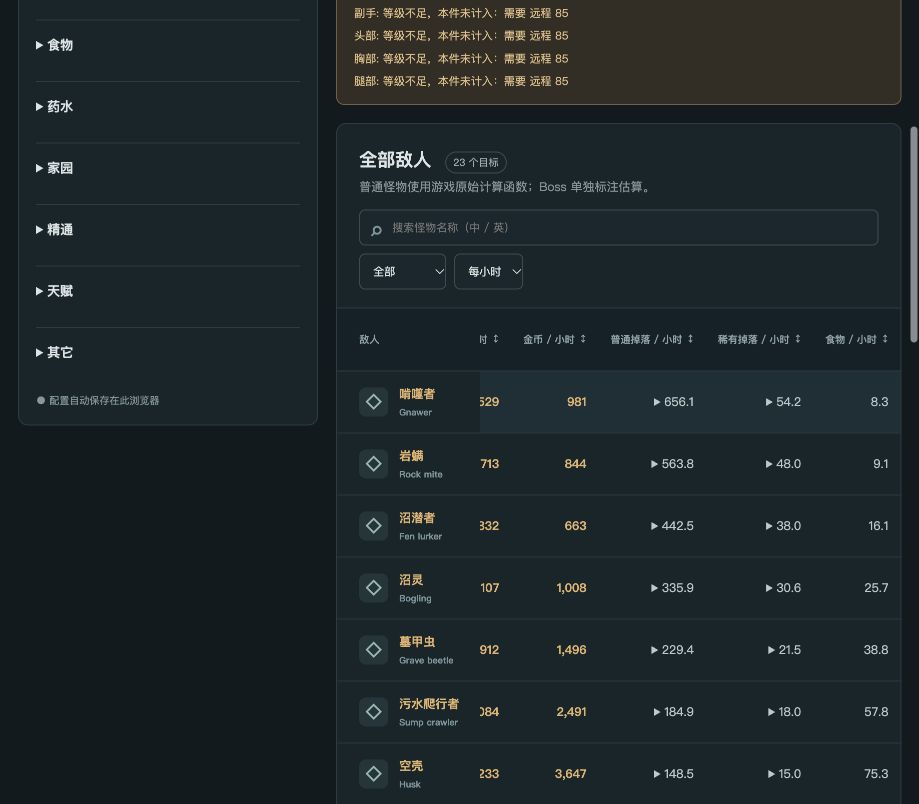 食物
药水
家园
精通
天赋
其它
配置自动保存在此浏览器
副手: 等级不足，本件未计入：需要 远程 85
头部: 等级不足，本件未计入：需要 远程 85
胸部: 等级不足，本件未计入：需要 远程 85
腿部: 等级不足，本件未计入：需要 远程 85
全部敌人 23 个目标
普通怪物使用游戏原始计算函数；Boss 单独标注估算。
搜索怪物名称（中 / 英）
全部 每小时
敌人 时 金币 / 小时 普通掉落 / 小时 稀有掉落 / 小时 食物 / 小时
啃噬者 529 981 656.1 54.2 8.3
Gnawer
岩螨 713 844 563.8 48.0 9.1
Rock mite
沼潜者 332 663 442.5 38.0 16.1
Fen lurker
沼灵 107 1,008 335.9 30.6 25.7
Bogling
墓甲虫 912 1,496 229.4 21.5 38.8
Grave beetle
污水爬行者 084 2,491 184.9 18.0 57.8
Sump crawler
空壳 233 3,647 148.5 15.0 75.3
Husk